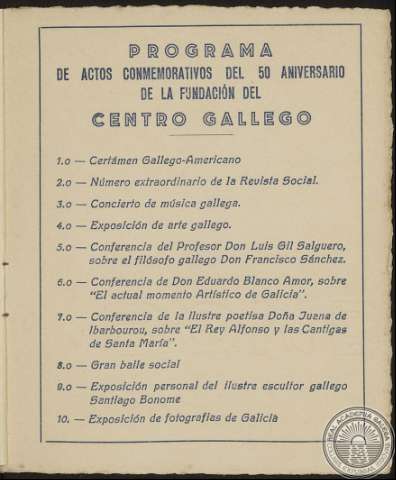 PROGRAMA
DE ACTOS CONMEMORATIVOS DEL 50 ANIVERSARIO
DE LA FUNDACIÓN DEL
CENTRO GALLEGO
1.o — Certámen Gallego-Americano
2.o — Número extraordinario de la Revista Social.
3.o — Concierto de música gallega.
4.o — Exposición de arte gallego.
5.o — Conferencia del Profesor Don Luis Gil Salguero,
sobre el filósofo gallego Don Francisco Sánchez.
6.o — Conferencia de Don Eduardo Blanco Amor, sobre
"El actual momento Artístico de Galicia".
7.o — Conferencia de la ilustre poetisa Doña Juana de
Ibarbourou, sobre "El Rey Alfonso y las Cantigas
de Santa María".
8.o — Gran baile social
9.o — Exposición personal del ilustre escultor gallego
Santiago Bonome
10. — Exposición de fotografías de Galicia
REAL ACADEMIA GALEGA